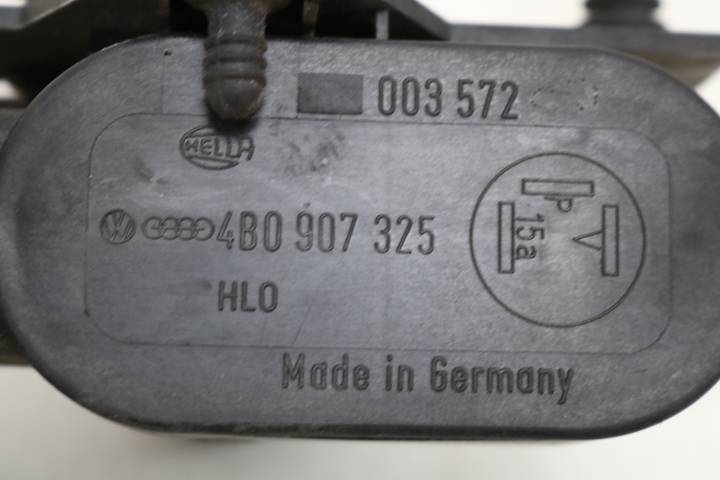 003 572
HELLA
4B0 907 325
P
15a
V
HLO
Made in Germany